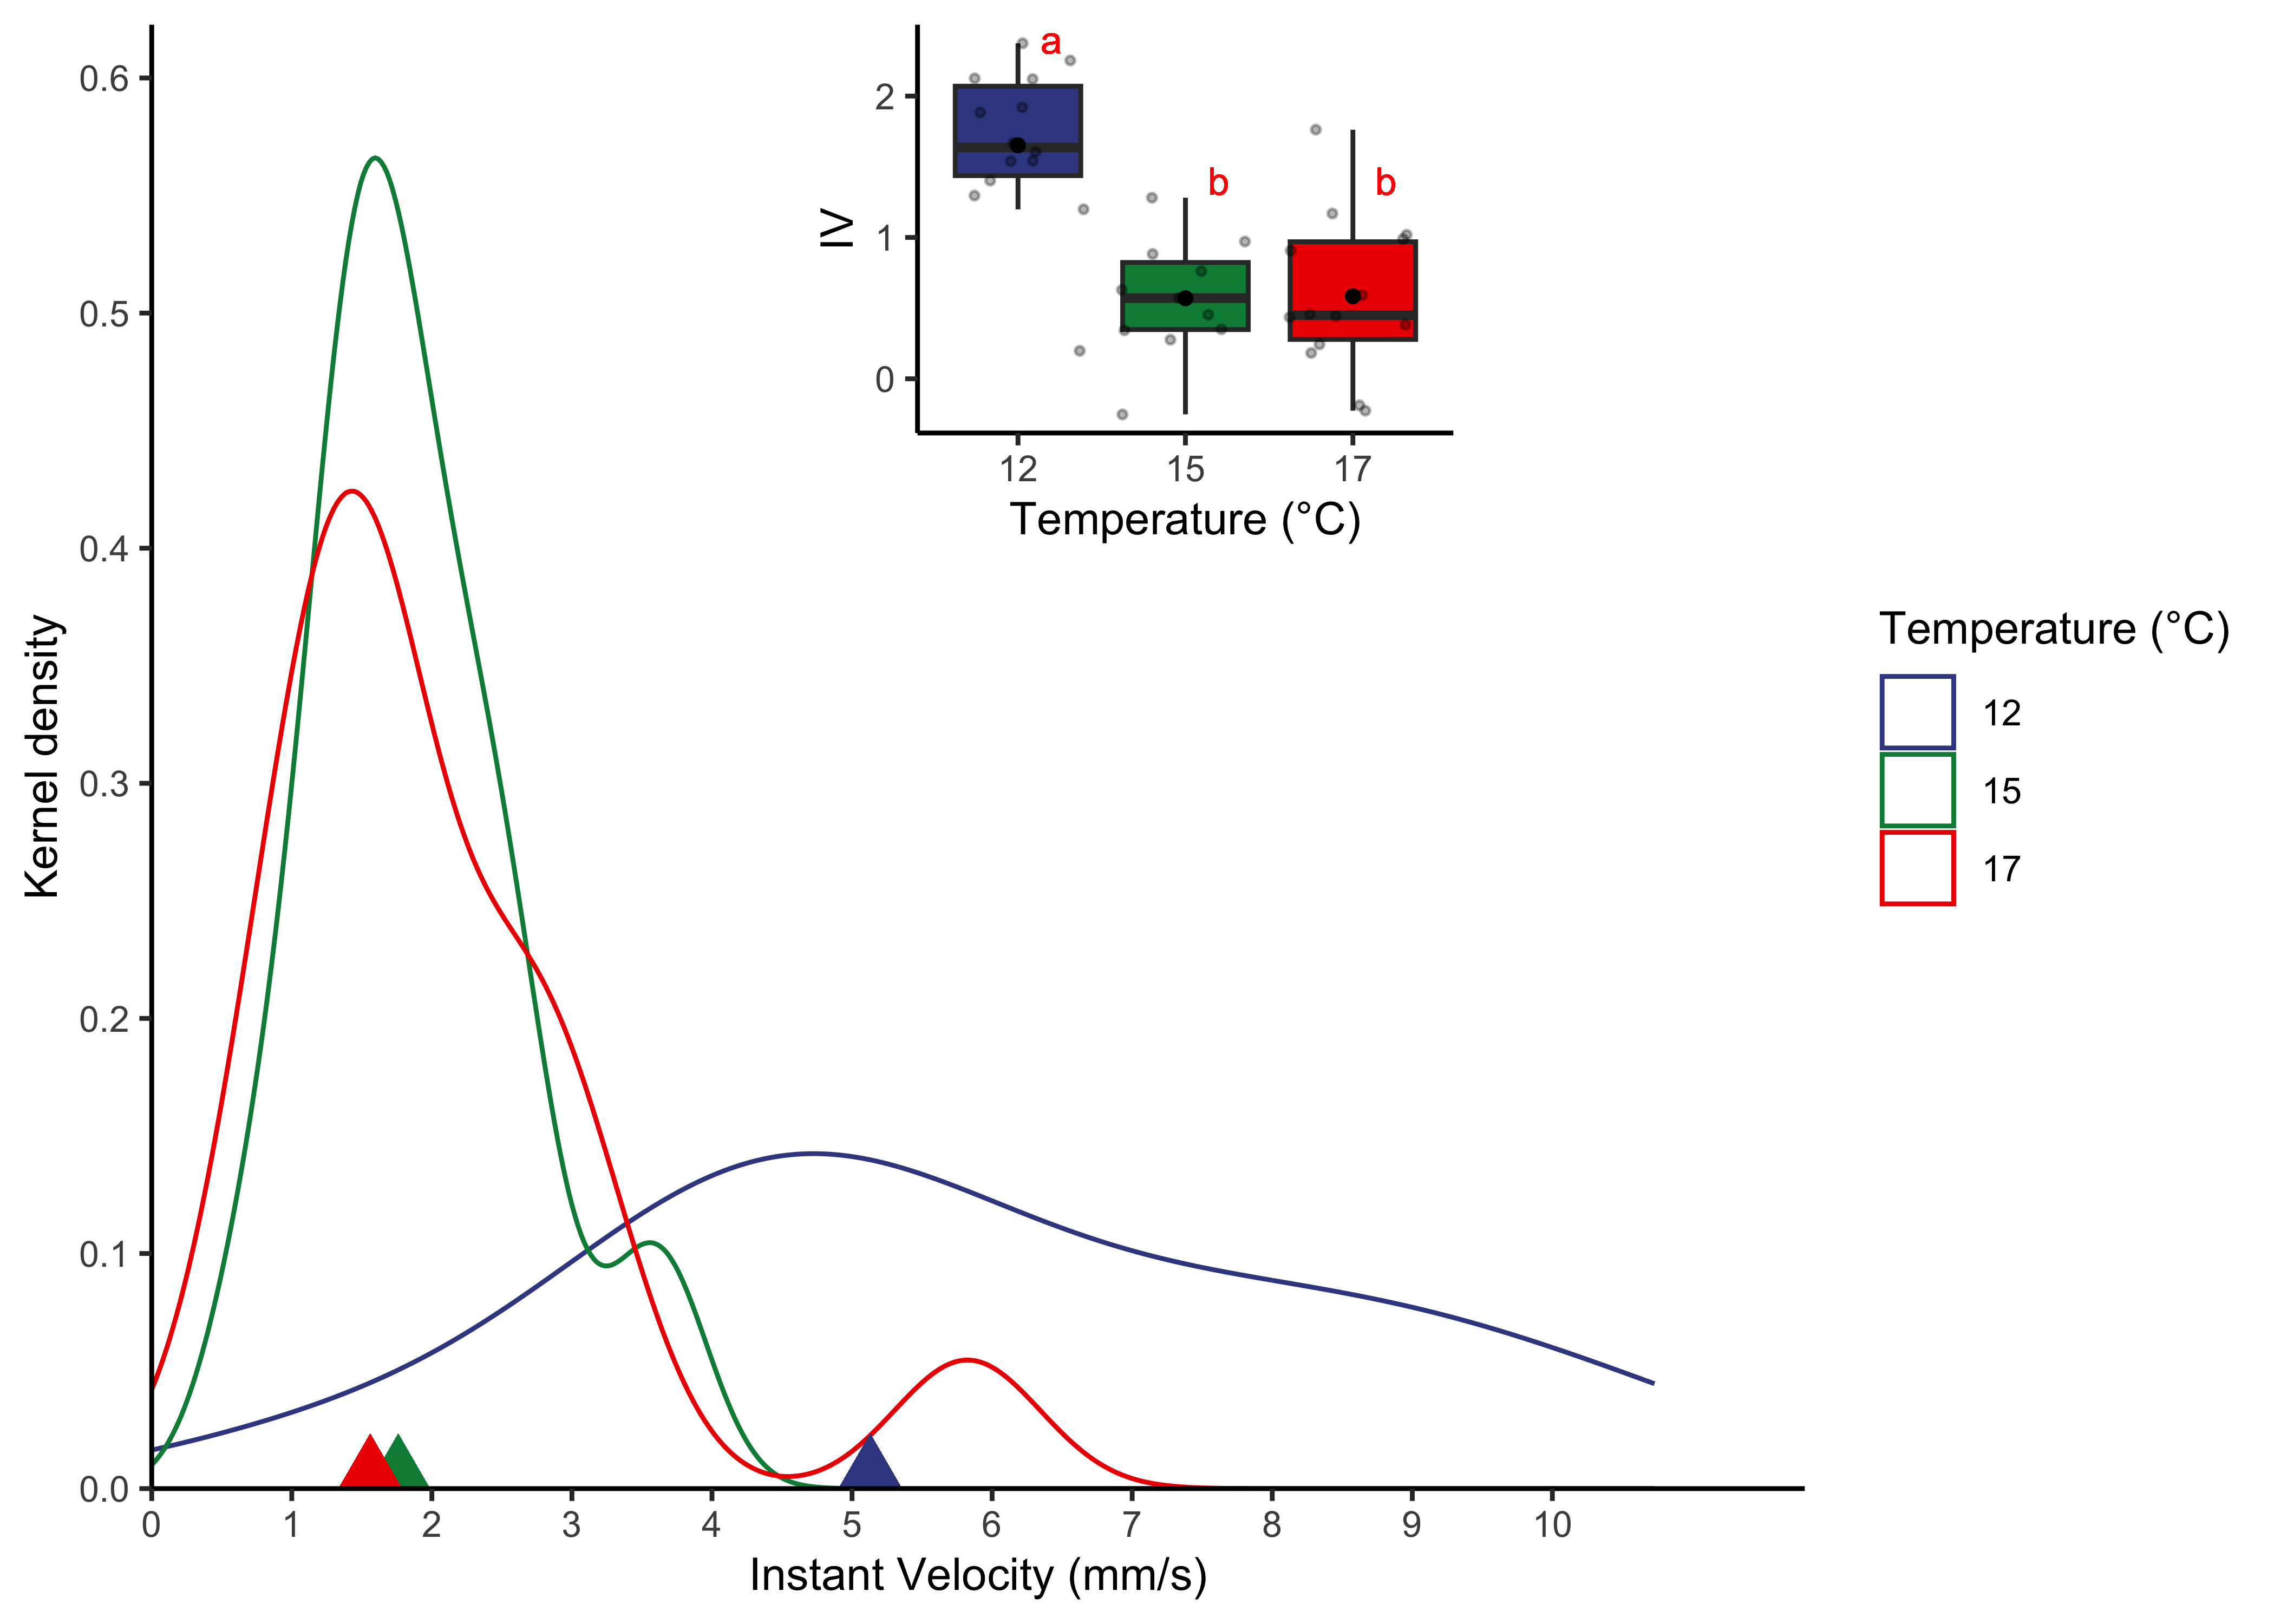 0.6
0.5
0.4
0.3
0.2
0.1
0.0
Kernel density
0 1 2 3 4 5 6 7 8 9 10
Instant Velocity (mm/s)
2
1
0
IV
a
b
b
12 15 17
Temperature (°C)
Temperature (°C)
12
15
17